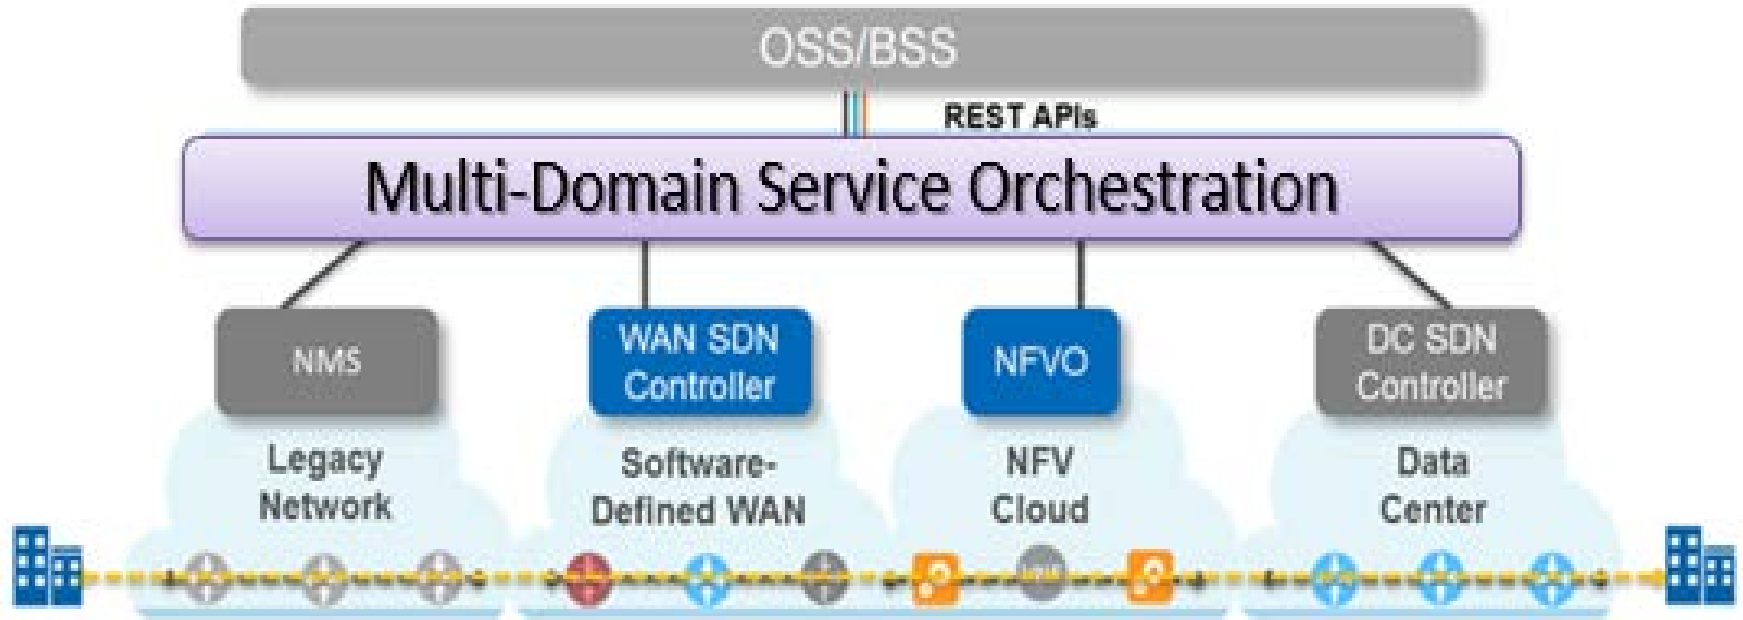 OSS/BSS
REST APIs
Multi-Domain Service Orchestration
NMS
WAN SDN
Controller
NFVO
DC SDN
Controller
Legacy
Network
Software-
Defined WAN
NFV
Cloud
Data
Center